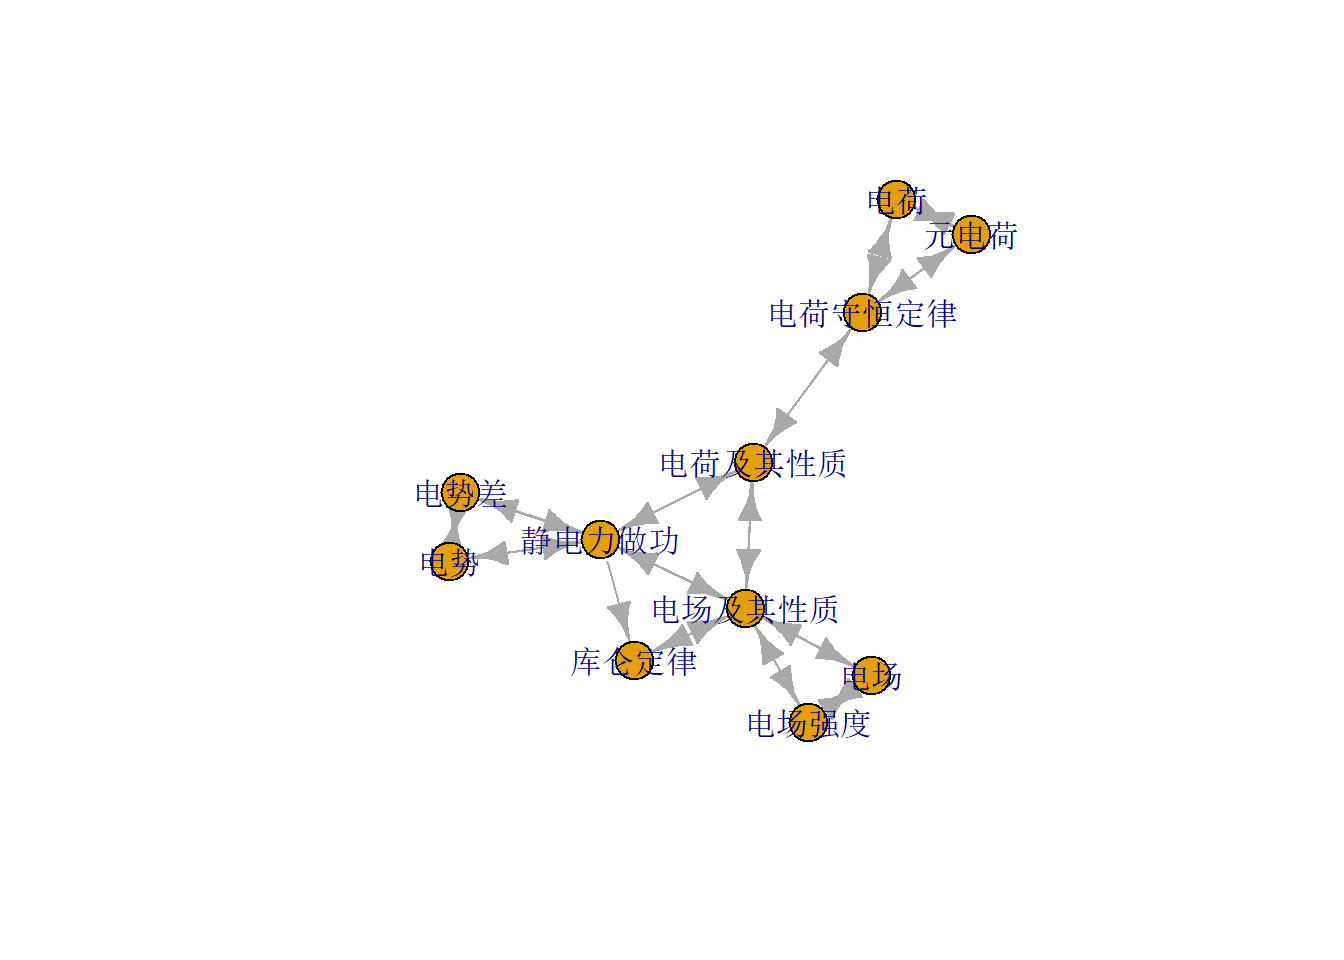 电荷
元电荷
电荷守恒定律
电荷及其性质
电势差
静电力做功
电势
电场及其性质
库仑定律
电场
电场强度